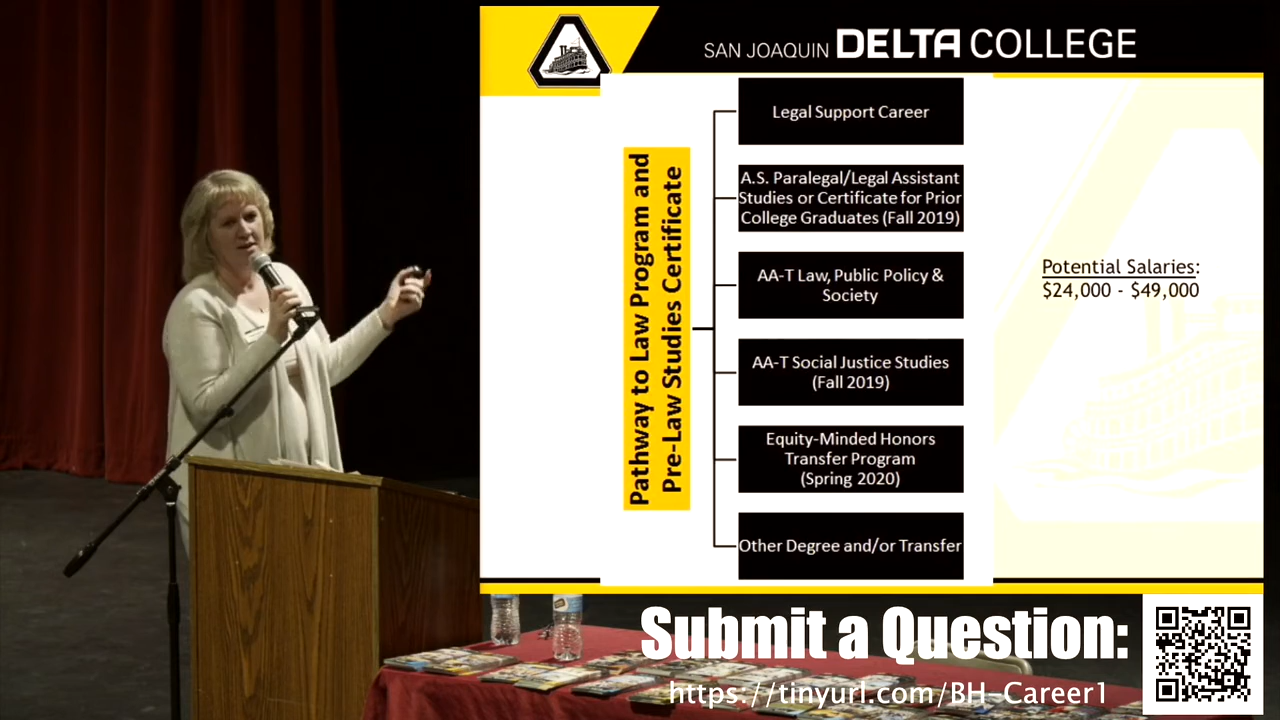 SAN JOAQUIN DELTA COLLEGE
Pathway to Law Program and
Pre-Law Studies Certificate
Legal Support Career
A.S. Paralegal/Legal Assistant
Studies or Certificate for Prior
College Graduates (Fall 2019)
AA-T Law, Public Policy &
Society
AA-T Social Justice Studies
(Fall 2019)
Equity-Minded Honors
Transfer Program
(Spring 2020)
Other Degree and/or Transfer
Potential Salaries:
$24,000 - $49,000
Submit a Question:
https://tinyurl.com/BH-Career1